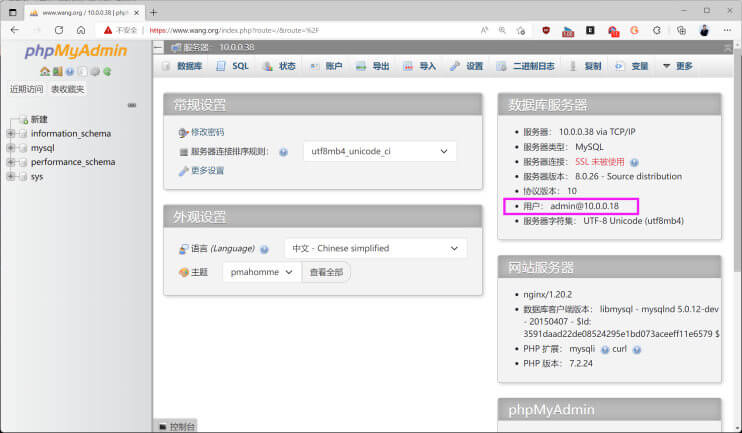 www.wang.org / 10.0.0.38 | phpM
不安全 | https://www.wang.org/index.php?route=/&route=%2F
phpMyAdmin
近期访问 表收藏夹
新建
information_schema
mysql
performance_schema
sys
服务器： 10.0.0.38
数据库 SQL 状态 账户 导出 导入 设置 二进制日志 复制 变量 更多
常规设置
修改密码
服务器连接排序规则： utf8mb4_unicode_ci
更多设置
外观设置
语言 (Language) 中文 - Chinese simplified
主题 pmahomme 查看全部
数据库服务器
服务器： 10.0.0.38 via TCP/IP
服务器类型： MySQL
服务器连接： SSL 未被使用
服务器版本： 8.0.26 - Source distribution
协议版本： 10
用户： admin@10.0.0.18
服务器字符集： UTF-8 Unicode (utf8mb4)
网站服务器
nginx/1.20.2
数据库客户端版本： libmysql - mysqlnd 5.0.12-dev
- 20150407 - $Id:
3591daad22de08524295e1bd073aceeff11e6579 $
PHP 扩展： mysqli curl
PHP 版本： 7.2.24
phpMyAdmin
控制台